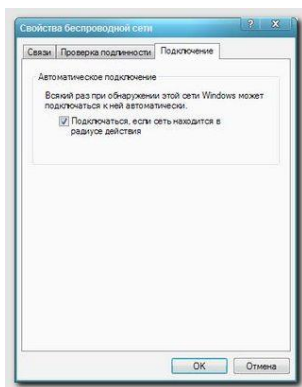 Свойства беспроводной сети
Связи Проверка подлинности Подключение
Автоматическое подключение
Всякий раз при обнаружении этой сети Windows может
подключаться к ней автоматически.
Подключаться, если сеть находится в
радиусе действия
OK Отмена